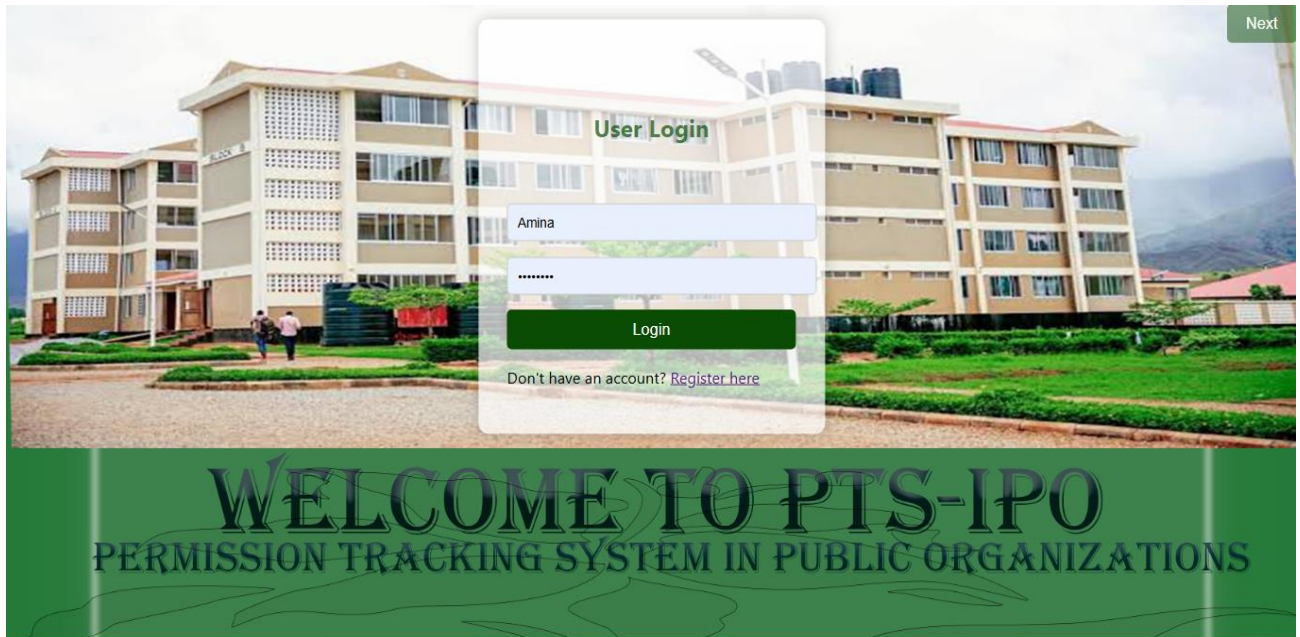 Next
BLOCK B
User Login
Amina
••••••••
Login
Don't have an account? Register here
WELCOME TO PTS-IPO
PERMISSION TRACKING SYSTEM IN PUBLIC ORGANIZATIONS